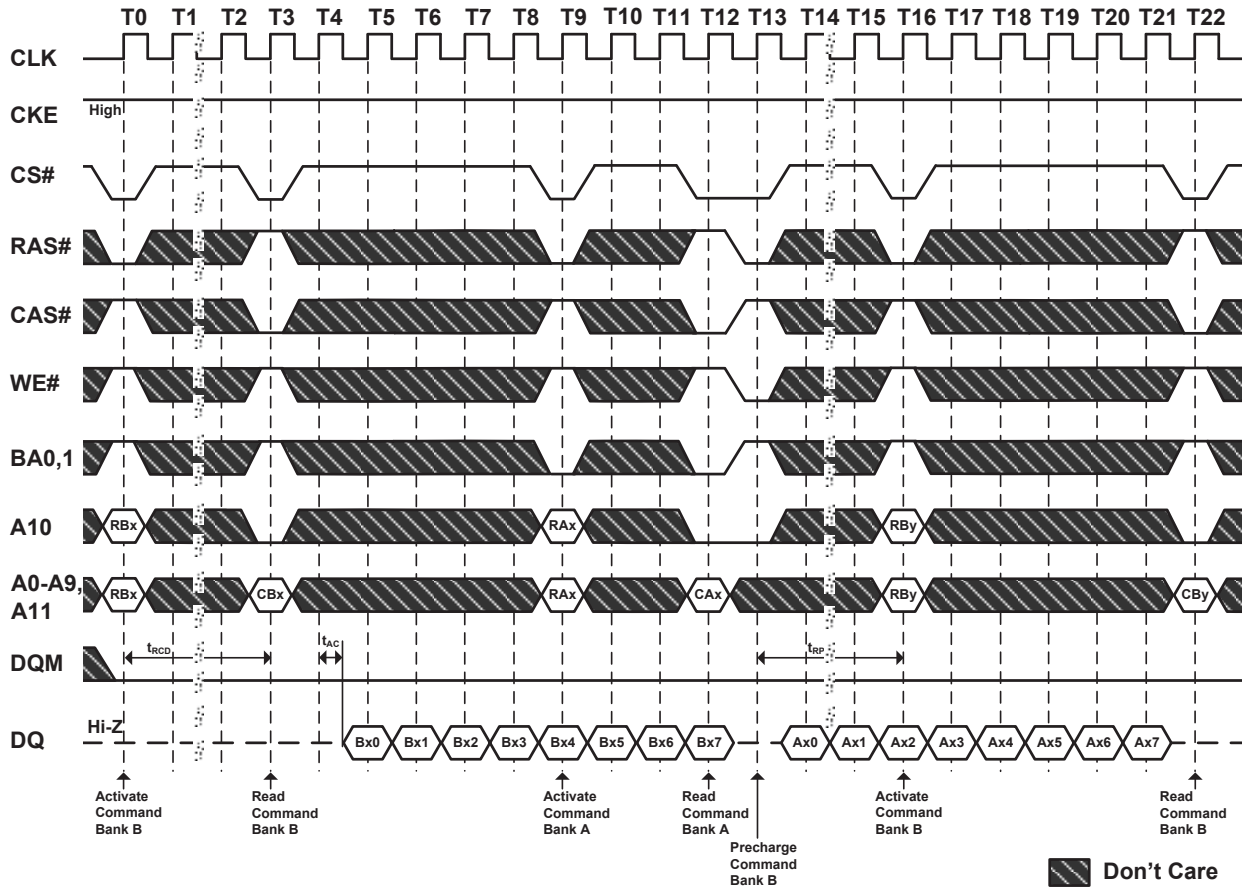 T0 T1 T2 T3 T4 T5 T6 T7 T8 T9 T10 T11 T12 T13 T14 T15 T16 T17 T18 T19 T20 T21 T22
CLK
High
CKE
CS#
RAS#
CAS#
WE#
BA0,1
A10 RBx RAx RBy
A0-A9,
A11
RBx CBx RAx CAx RBy CBy
tRCD tAC tRP
DQM
Hi-Z
DQ Bx0 Bx1 Bx2 Bx3 Bx4 Bx5 Bx6 Bx7 Ax0 Ax1 Ax2 Ax3 Ax4 Ax5 Ax6 Ax7
Activate
Command
Bank B
Read
Command
Bank B
Activate
Command
Bank A
Read
Command
Bank A
Precharge
Command
Bank B
Activate
Command
Bank B
Read
Command
Bank B
Don't Care